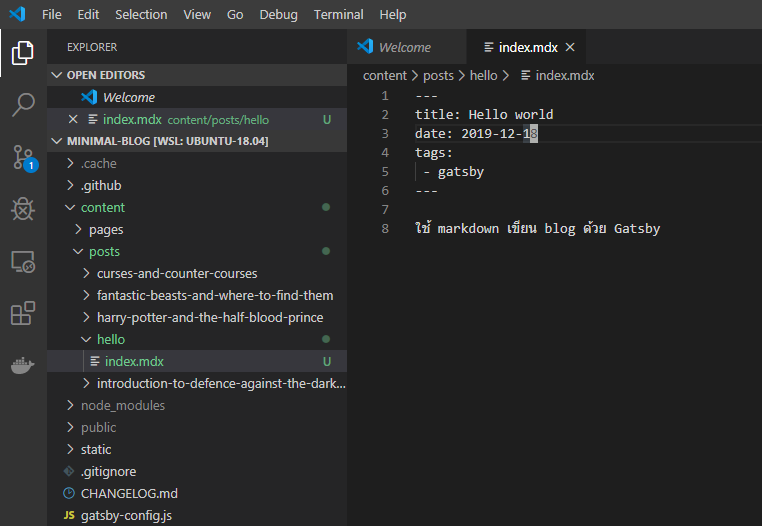 File Edit Selection View Go Debug Terminal Help
EXPLORER
OPEN EDITORS
Welcome
index.mdx content/posts/hello U
MINIMAL-BLOG [WSL: UBUNTU-18.04]
.cache
.github
content
pages
posts
curses-and-counter-courses
fantastic-beasts-and-where-to-find-them
harry-potter-and-the-half-blood-prince
hello
index.mdx U
introduction-to-defence-against-the-dark...
node_modules
public
static
.gitignore
CHANGELOG.md
JS gatsby-config.js
1
Welcome
index.mdx
content > posts > hello > index.mdx
1 ---
2 title: Hello world
3 date: 2019-12-18
4 tags:
5 - gatsby
6 ---
7
8 ใช้ markdown เขียน blog ด้วย Gatsby